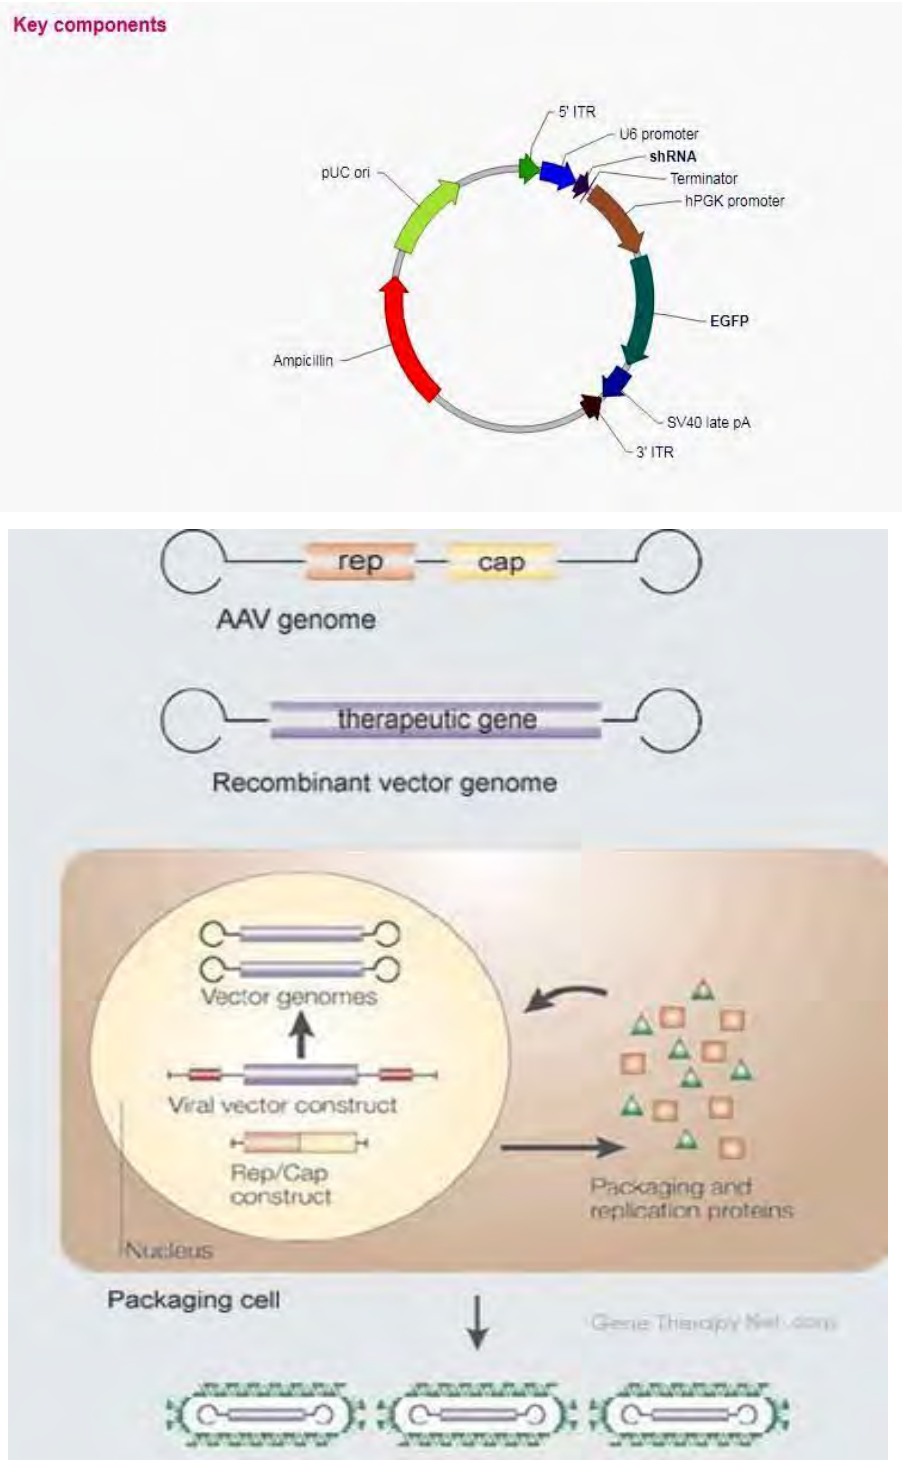 Key components
5' ITR
U6 promoter
shRNA
Terminator
hPGK promoter
pUC ori
EGFP
Ampicillin
SV40 late pA
3' ITR
rep
cap
AAV genome
therapeutic gene
Recombinant vector genome
Vector genomes
Viral vector construct
Rep/Cap
construct
Packaging and
replication proteins
Nucleus
Packaging cell
Gene Therapy Net .com